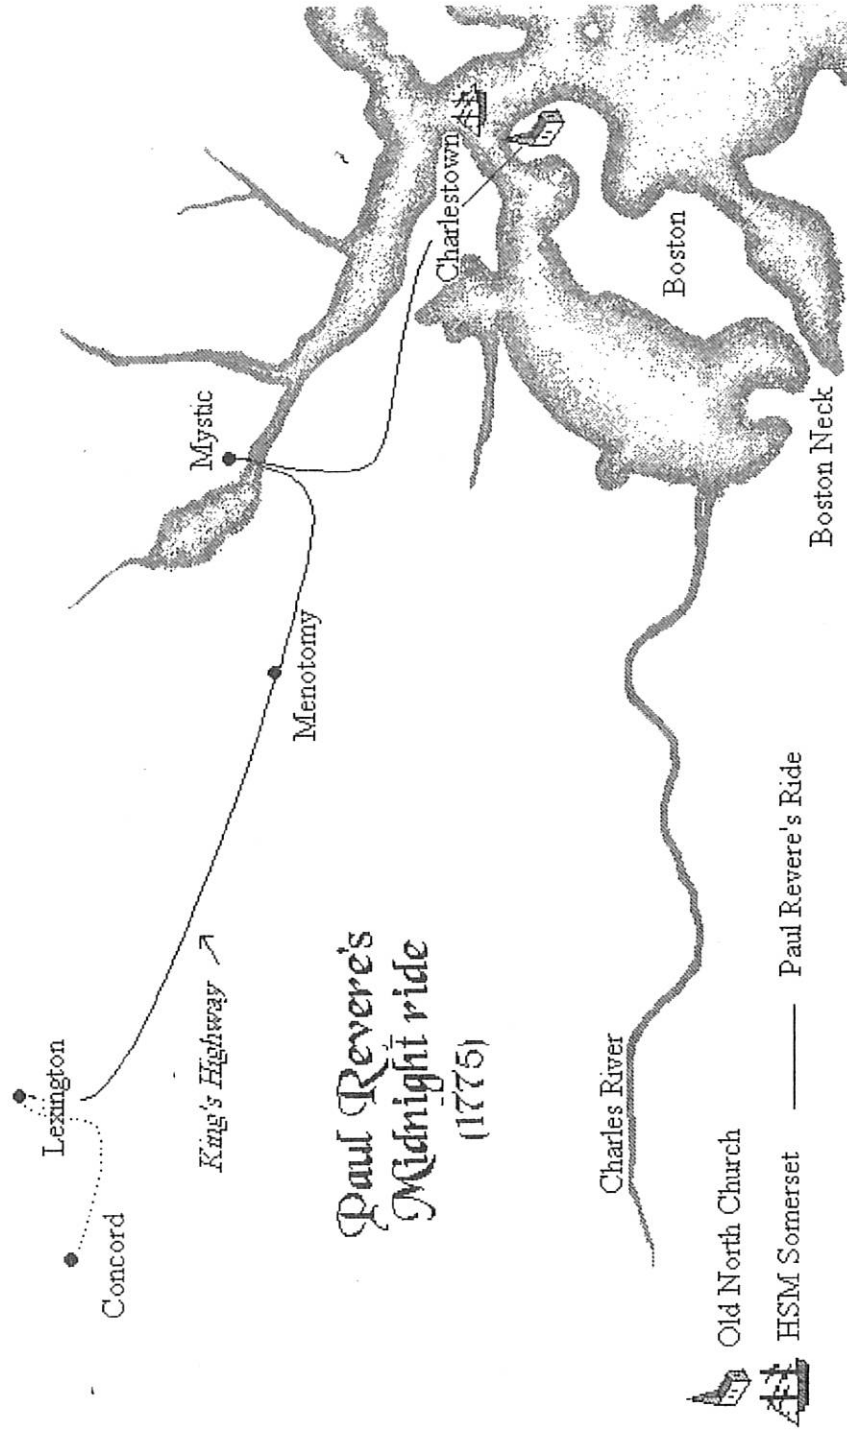 Lexington
Concord
King's Highway
Mystic
Menotomy
Charlestown
Paul Revere's
Midnight ride
(1775)
Charles River
Boston
Boston Neck
Old North Church
HSM Somerset
Paul Revere's Ride